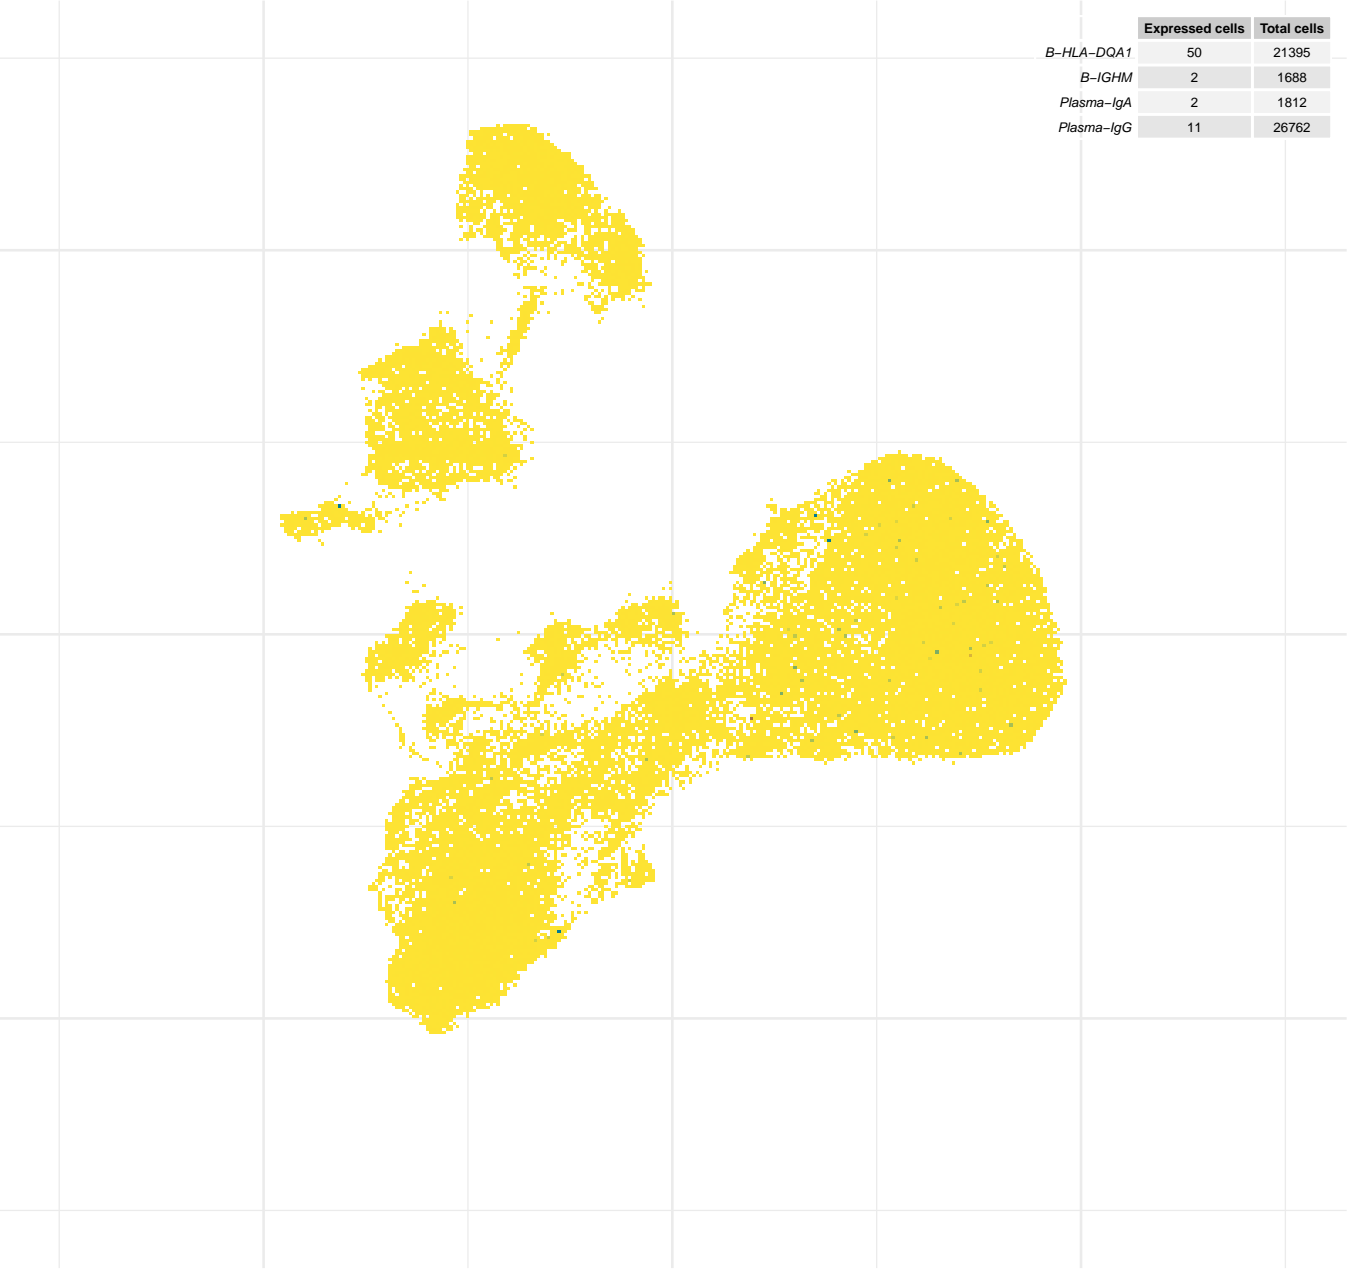 Expressed cells Total cells
B−HLA−DQA1 50 21395
B−IGHM 2 1688
Plasma−IgA 2 1812
Plasma−IgG 11 26762